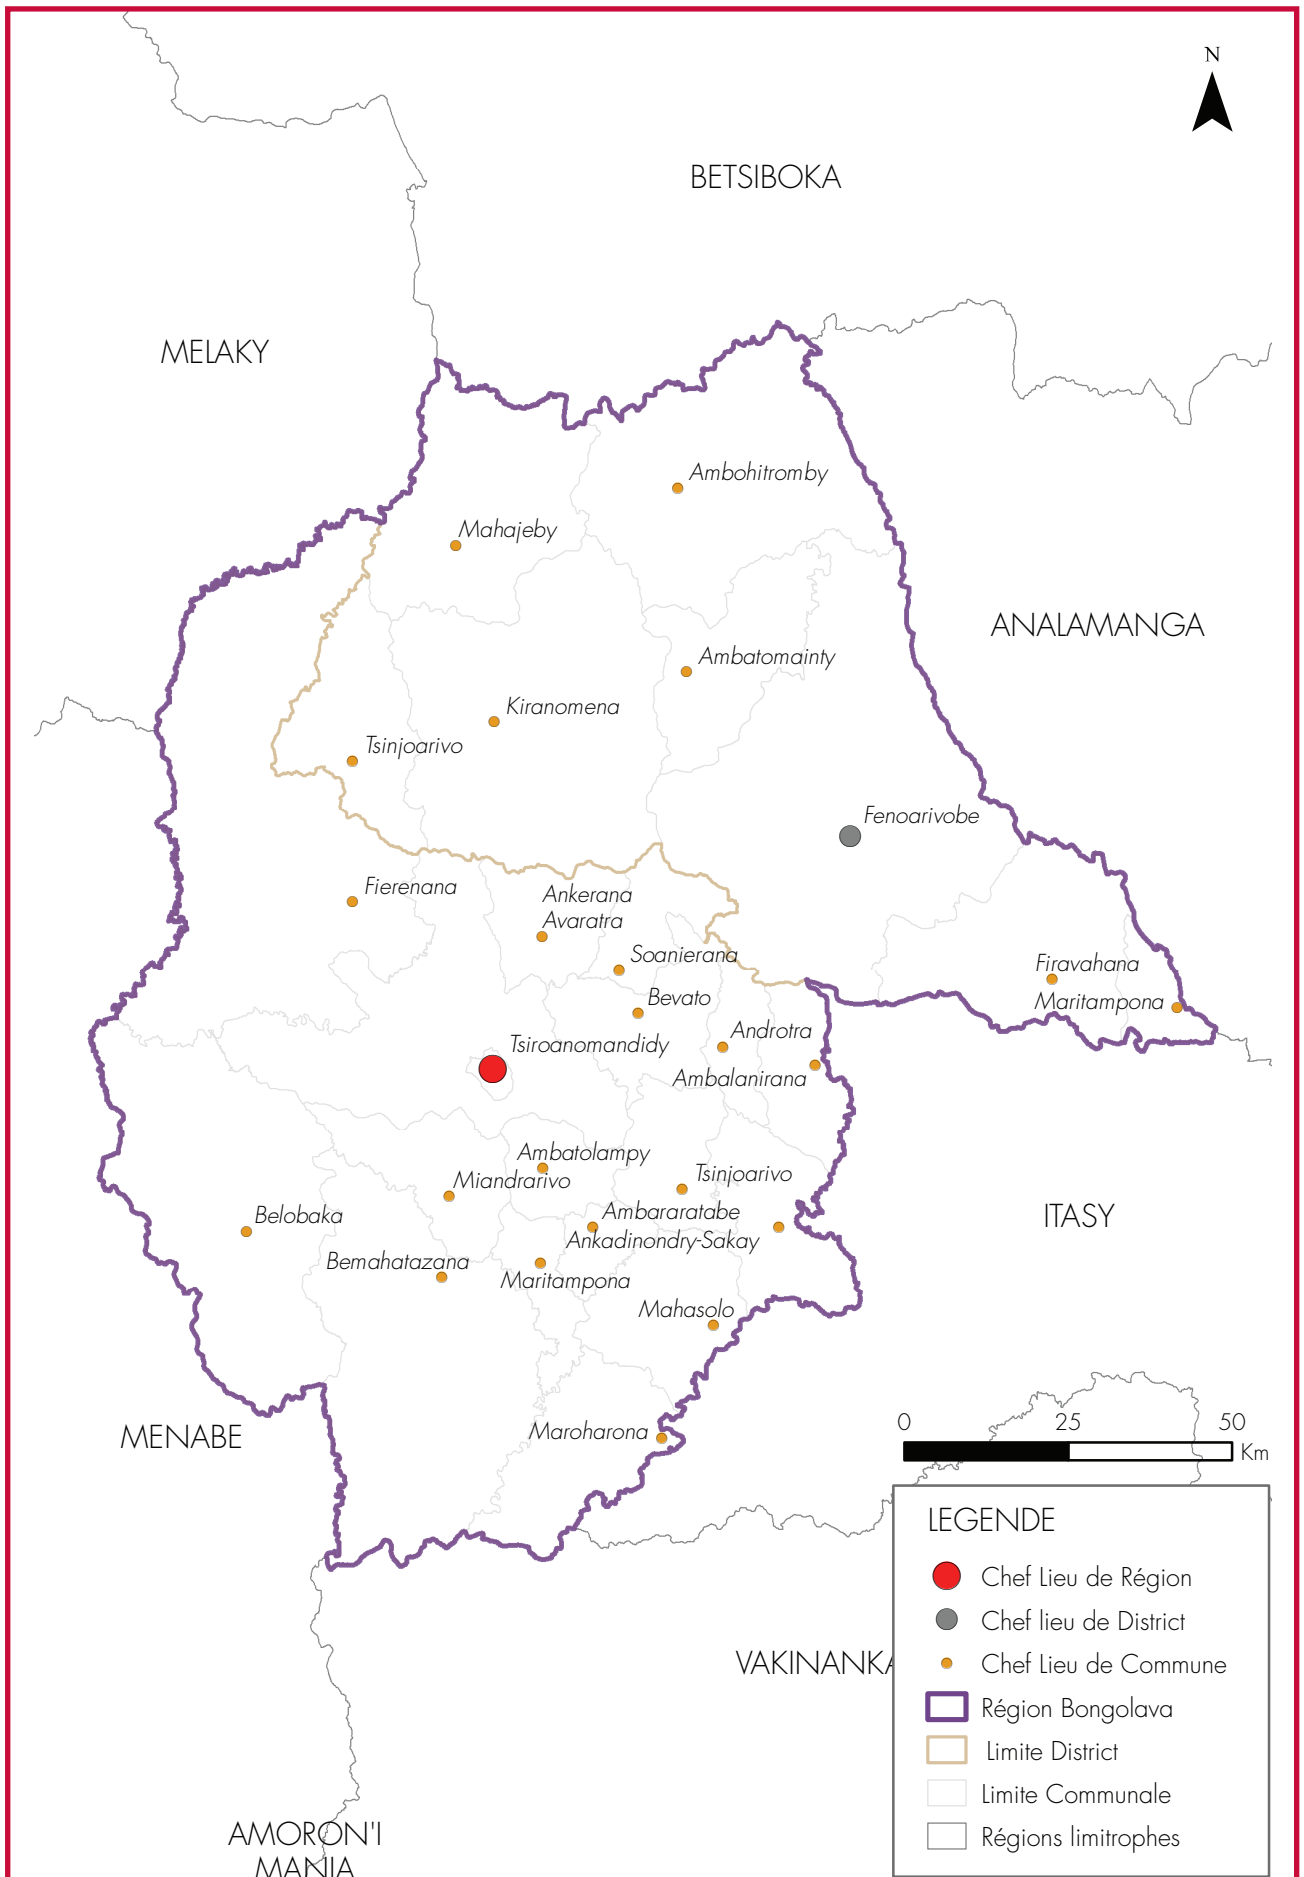 N
BETSIBOKA
MELAKY
Ambohitromby
Mahajeby
ANALAMANGA
Ambatomainty
Kiranomena
Tsinjoarivo
Fenoarivobe
Fierenana
Ankerana
Avaratra
Soanierana
Firavahana
Bevato
Maritampona
Androtra
Tsiroanomandidy
Ambalanirana
Ambatolampy
Miandrarivo
Tsinjoarivo
Belobaka
Ambararatabe
ITASY
Ankadinondry-Sakay
Bemahatazana
Maritampona
Mahasolo
MENABE
Maroharona
0 25 50
Km
LEGENDE
Chef Lieu de Région
Chef lieu de District
Chef Lieu de Commune
Région Bongolava
Limite District
Limite Communale
Régions limitrophes
VAKINANKA
AMORON'I
MANIA